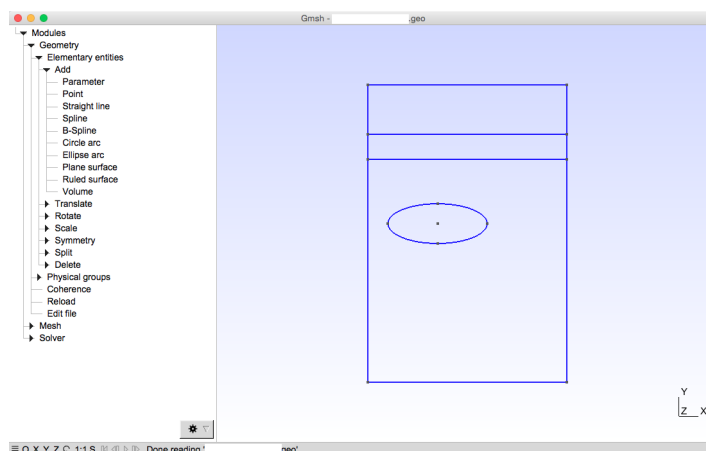 Gmsh - .geo
Modules
Geometry
Elementary entities
Add
Parameter
Point
Straight line
Spline
B-Spline
Circle arc
Ellipse arc
Plane surface
Ruled surface
Volume
Translate
Rotate
Scale
Symmetry
Split
Delete
Physical groups
Coherence
Reload
Edit file
Mesh
Solver
Y
Z X
O X Y Z 1:1 S Done reading ' geo'